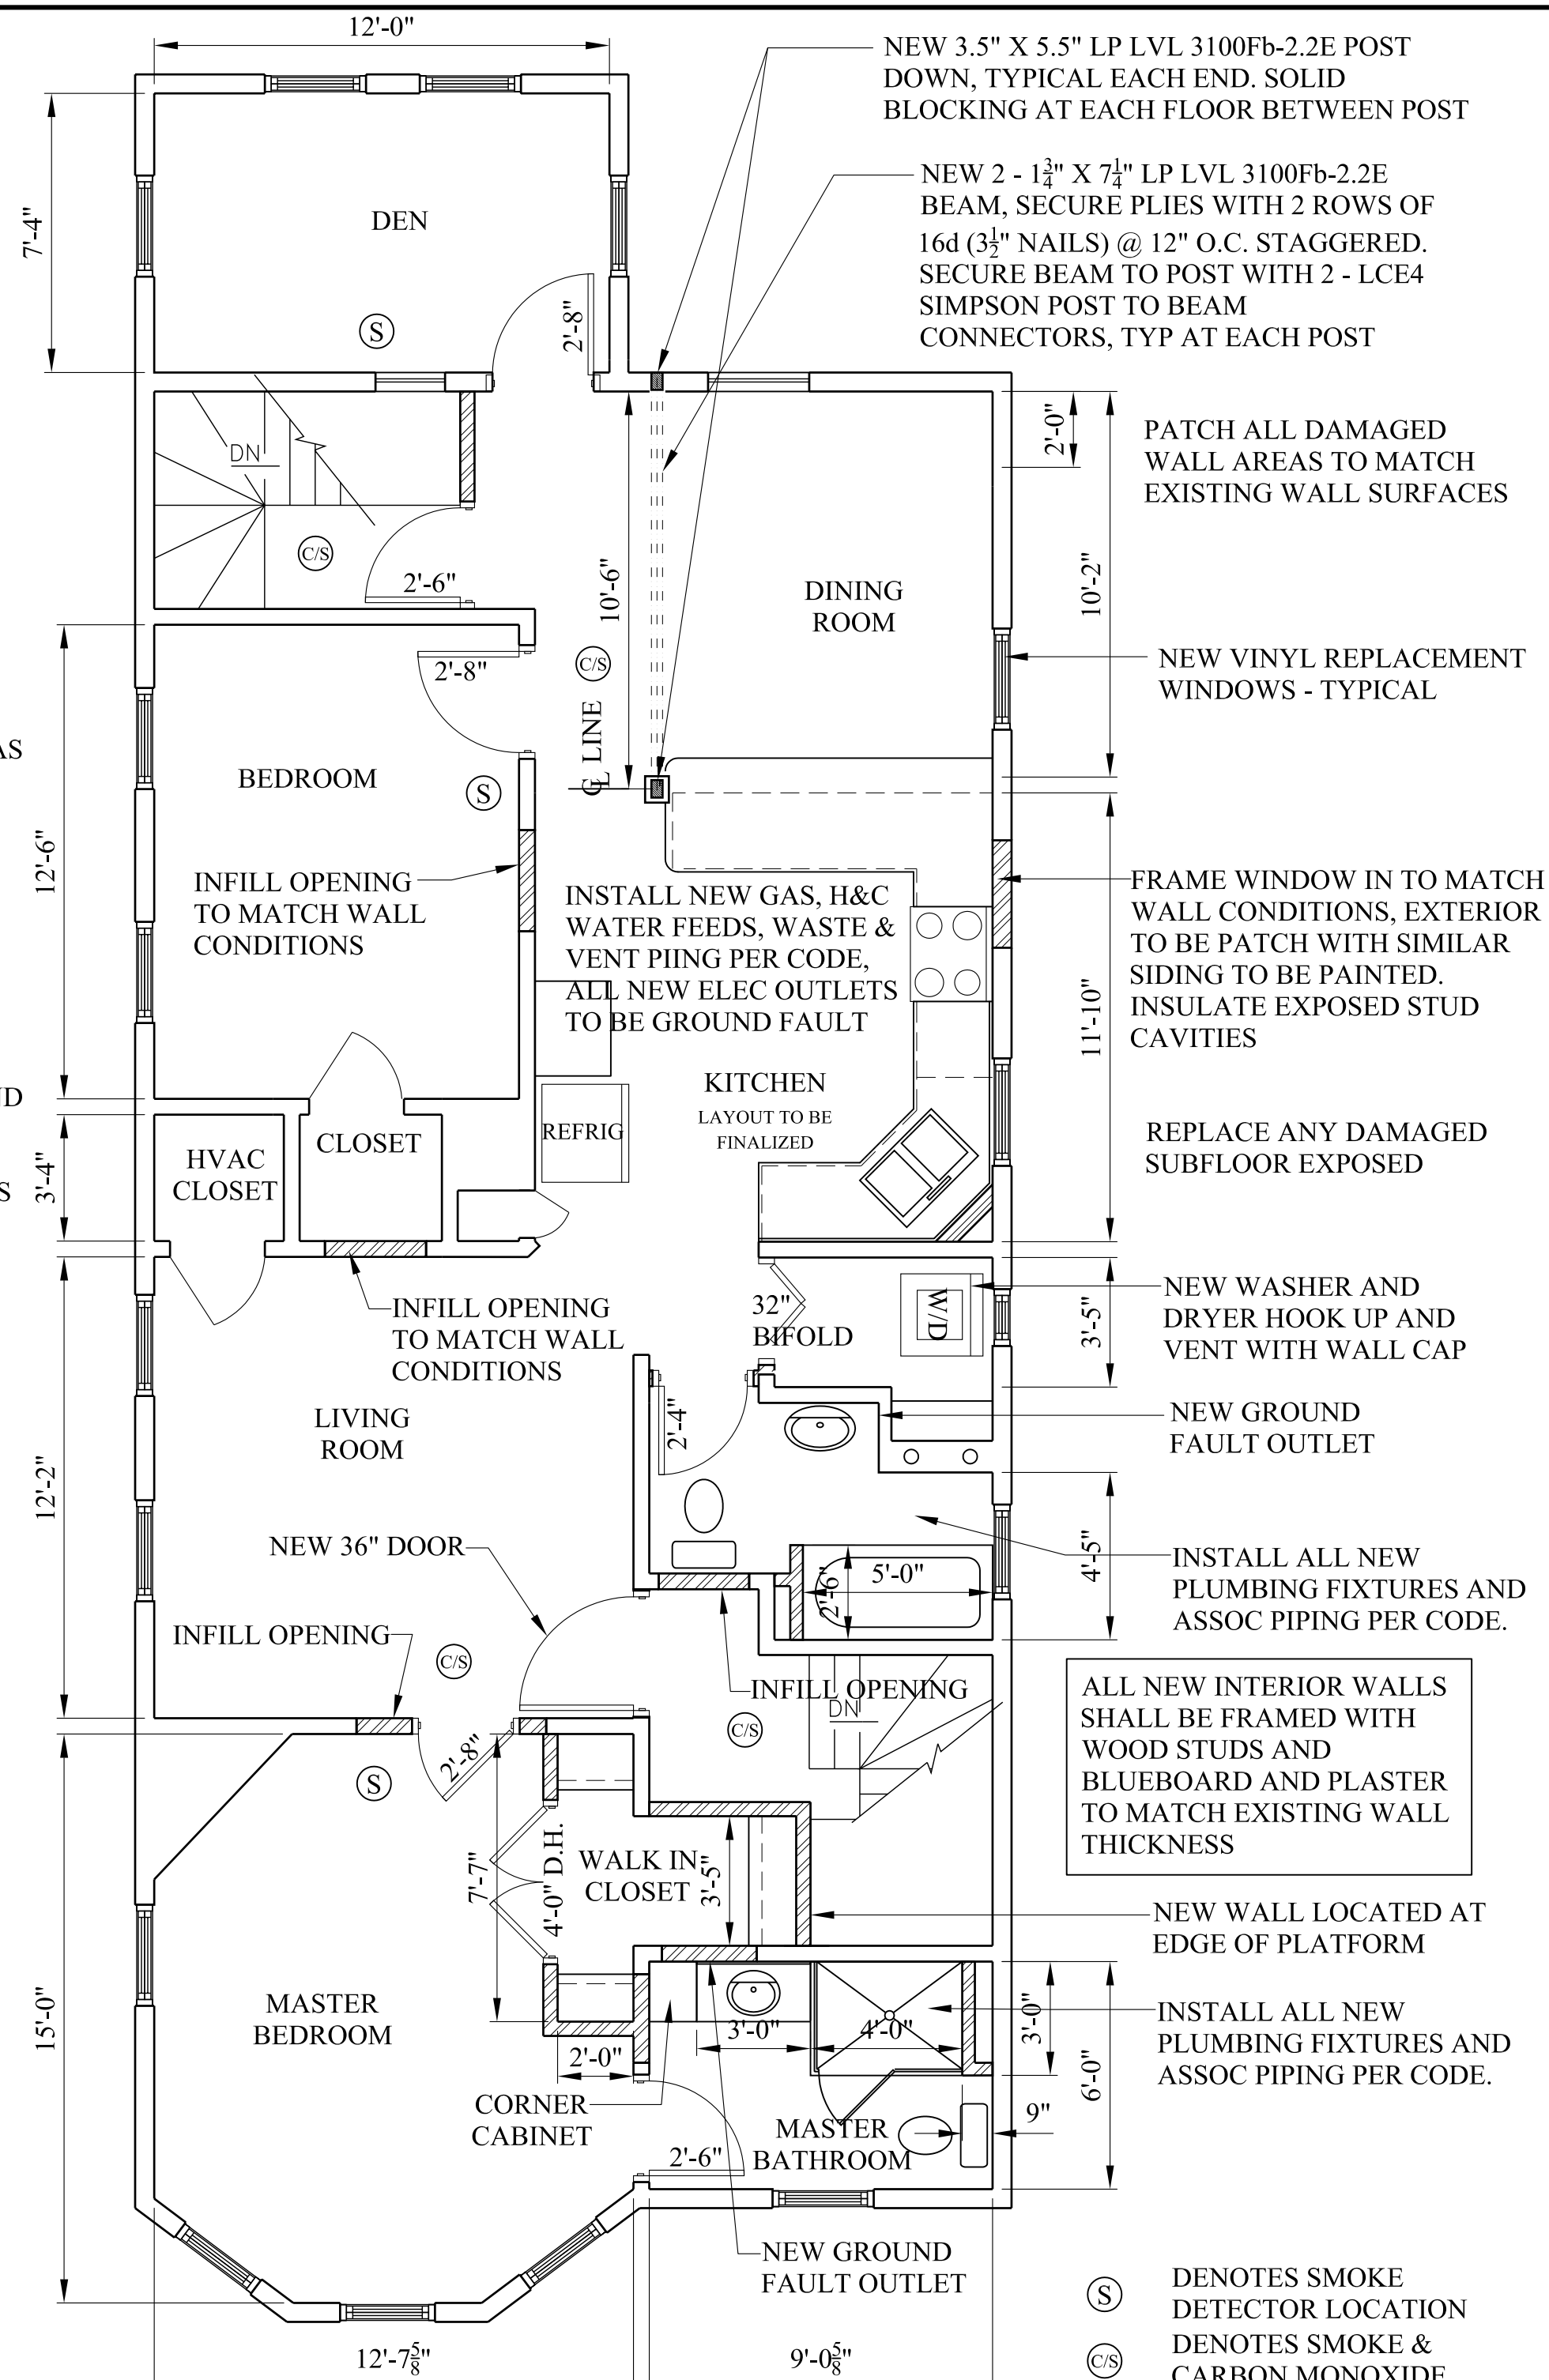 12'-0"
NEW 3.5" X 5.5" LP LVL 3100Fb-2.2E POST
DOWN, TYPICAL EACH END. SOLID
BLOCKING AT EACH FLOOR BETWEEN POST
NEW 2 - 1 3/4" X 7 1/4" LP LVL 3100Fb-2.2E
BEAM, SECURE PLIES WITH 2 ROWS OF
16d (3 1/2" NAILS) @ 12" O.C. STAGGERED.
SECURE BEAM TO POST WITH 2 - LCE4
SIMPSON POST TO BEAM
CONNECTORS, TYP AT EACH POST
7'-4"
DEN
S
2'-8"
DN
C/S
2'-6"
10'-6"
2'-0"
PATCH ALL DAMAGED
WALL AREAS TO MATCH
EXISTING WALL SURFACES
DINING
ROOM
10'-2"
NEW VINYL REPLACEMENT
WINDOWS - TYPICAL
2'-8"
C/S
CL LINE
AS
BEDROOM
S
12'-6"
INFILL OPENING
TO MATCH WALL
CONDITIONS
INSTALL NEW GAS, H&C
WATER FEEDS, WASTE &
VENT PIING PER CODE,
ALL NEW ELEC OUTLETS
TO BE GROUND FAULT
FRAME WINDOW IN TO MATCH
WALL CONDITIONS, EXTERIOR
TO BE PATCH WITH SIMILAR
SIDING TO BE PAINTED.
INSULATE EXPOSED STUD
CAVITIES
11'-10"
KITCHEN
LAYOUT TO BE
FINALIZED
ND
REFRIG
CLOSET
HVAC
CLOSET
3'-4"
S
REPLACE ANY DAMAGED
SUBFLOOR EXPOSED
INFILL OPENING
TO MATCH WALL
CONDITIONS
32"
BIFOLD
W/D
3'-5"
NEW WASHER AND
DRYER HOOK UP AND
VENT WITH WALL CAP
LIVING
ROOM
2'-4"
NEW GROUND
FAULT OUTLET
12'-2"
NEW 36" DOOR
2'-6"
5'-0"
4'-5"
INSTALL ALL NEW
PLUMBING FIXTURES AND
ASSOC PIPING PER CODE.
INFILL OPENING
C/S
INFILL OPENING
DN
C/S
ALL NEW INTERIOR WALLS
SHALL BE FRAMED WITH
WOOD STUDS AND
BLUEBOARD AND PLASTER
TO MATCH EXISTING WALL
THICKNESS
S
2'-8"
7'-7"
4'-0" D.H.
WALK IN
CLOSET
3'-5"
NEW WALL LOCATED AT
EDGE OF PLATFORM
15'-0"
MASTER
BEDROOM
2'-0"
3'-0"
4'-0"
3'-0"
INSTALL ALL NEW
PLUMBING FIXTURES AND
ASSOC PIPING PER CODE.
6'-0"
9"
CORNER
CABINET
MASTER
BATHROOM
2'-6"
NEW GROUND
FAULT OUTLET
S
DENOTES SMOKE
DETECTOR LOCATION
C/S
DENOTES SMOKE &
CARBON MONOXIDE
12'-7 5/8"
9'-0 5/8"